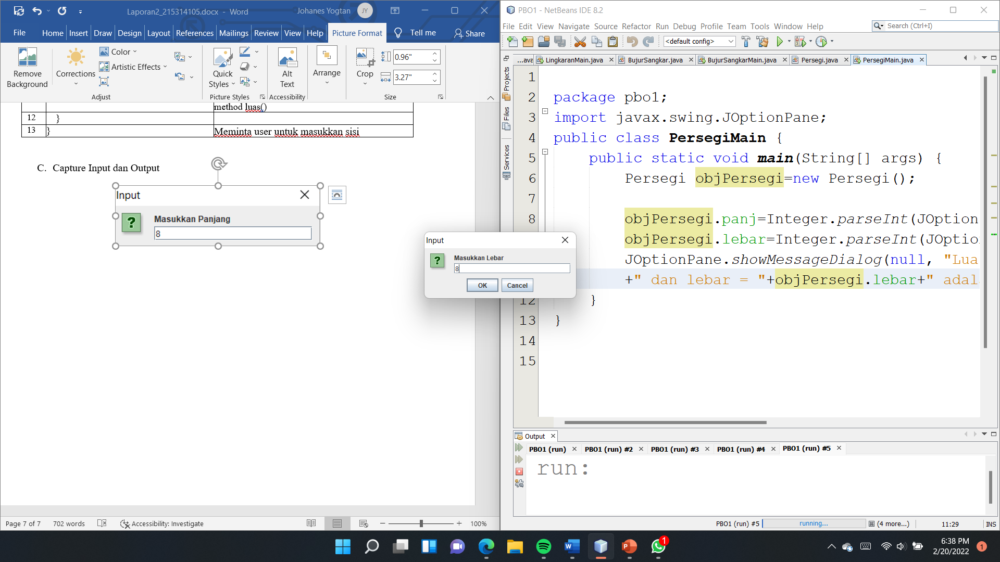 Laporan2_215314105.docx - Word
Johanes Yogtan
JY
File Home Insert Draw Design Layout References Mailings Review View Help Picture Format Tell me Share
Remove Background
Corrections
Color
Artistic Effects
Adjust
Quick Styles
Picture Styles
Alt Text
Accessibility
Arrange
Crop
0.96"
3.27"
Size
method luas()
12 }
13 } Meminta user untuk masukkan sisi
C. Capture Input dan Output
Input
?
Masukkan Panjang
8
Page 7 of 7 702 words Accessibility: Investigate 100%
Input
?
Masukkan Lebar
8
OK Cancel
PBO1 - NetBeans IDE 8.2
File Edit View Navigate Source Refactor Run Debug Profile Team Tools Window Help
Search (Ctrl+I)
<default config>
...ava LingkaranMain.java BujurSangkar.java BujurSangkarMain.java Persegi.java PersegiMain.java
Projects
Files
Services
1
2 package pbo1;
3 import javax.swing.JOptionPane;
4 public class PersegiMain {
5 public static void main(String[] args) {
6 Persegi objPersegi=new Persegi();
7
8 objPersegi.panj=Integer.parseInt(JOption
objPersegi.lebar=Integer.parseInt(JOptio
JOptionPane.showMessageDialog(null, "Lua
+" dan lebar = "+objPersegi.lebar+" adal
12 }
13 }
14
15
Output
PBO1 (run) PBO1 (run) #2 PBO1 (run) #3 PBO1 (run) #4 PBO1 (run) #5
run:
PBO1 (run) #5 running... (4 more...) 11:29 INS
1
6:38 PM
2/20/2022
1